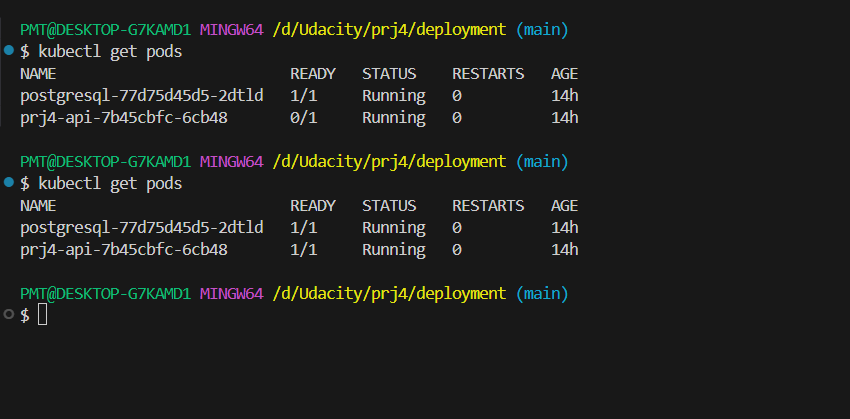 PMT@DESKTOP-G7KAMD1 MINGW64 /d/Udacity/prj4/deployment (main)
$ kubectl get pods
NAME READY STATUS RESTARTS AGE
postgresql-77d75d45d5-2dtld 1/1 Running 0 14h
prj4-api-7b45cbfc-6cb48 0/1 Running 0 14h
PMT@DESKTOP-G7KAMD1 MINGW64 /d/Udacity/prj4/deployment (main)
$ kubectl get pods
NAME READY STATUS RESTARTS AGE
postgresql-77d75d45d5-2dtld 1/1 Running 0 14h
prj4-api-7b45cbfc-6cb48 1/1 Running 0 14h
PMT@DESKTOP-G7KAMD1 MINGW64 /d/Udacity/prj4/deployment (main)
$